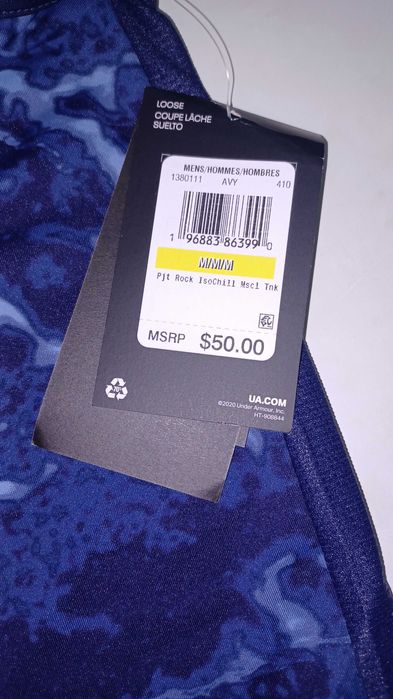 LOOSE
COUPE LÂCHE
SUELTO
MENS/HOMMES/HOMBRES
1380111 AVY 410
1 96883 86399 0
M/M/M
Pjt Rock IsoChill Mscl Tnk
MSRP $50.00
UA.COM
©2020 Under Armour, Inc.
HT-908844